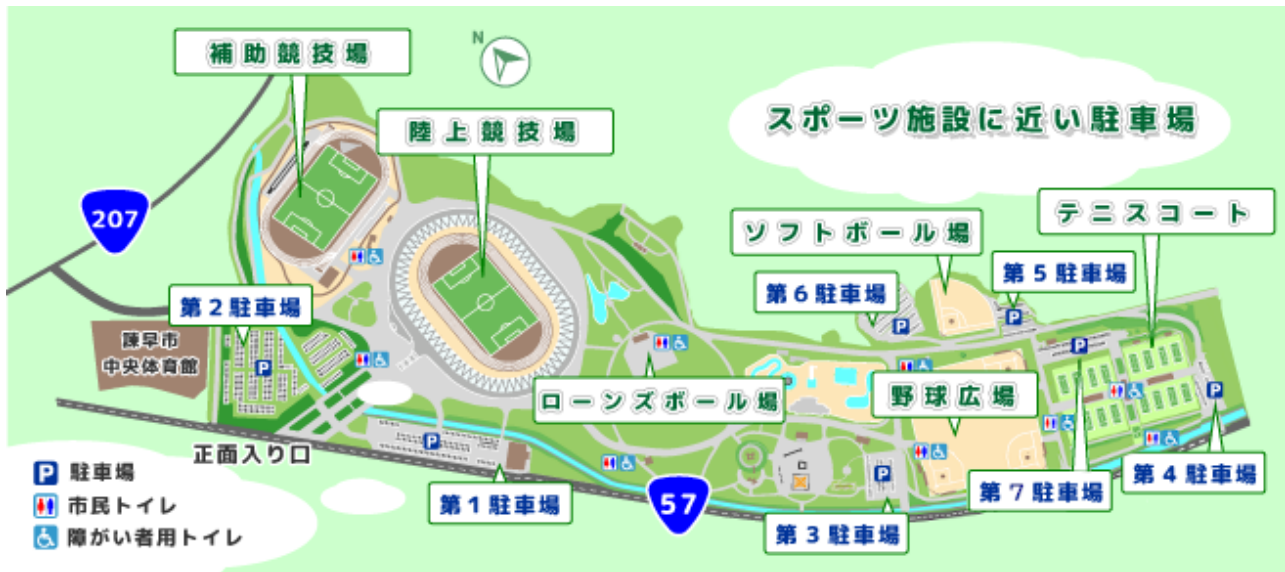 補助競技場
N
陸上競技場
スポーツ施設に近い駐車場
207
テニスコート
ソフトボール場
第5駐車場
第6駐車場
第2駐車場
諫早市
中央体育館
ローンズボール場
野球広場
正面入り口
P 駐車場
市民トイレ
障がい者用トイレ
第1駐車場
57
第3駐車場
第7駐車場
第4駐車場
P
P
P
P
P
P
P